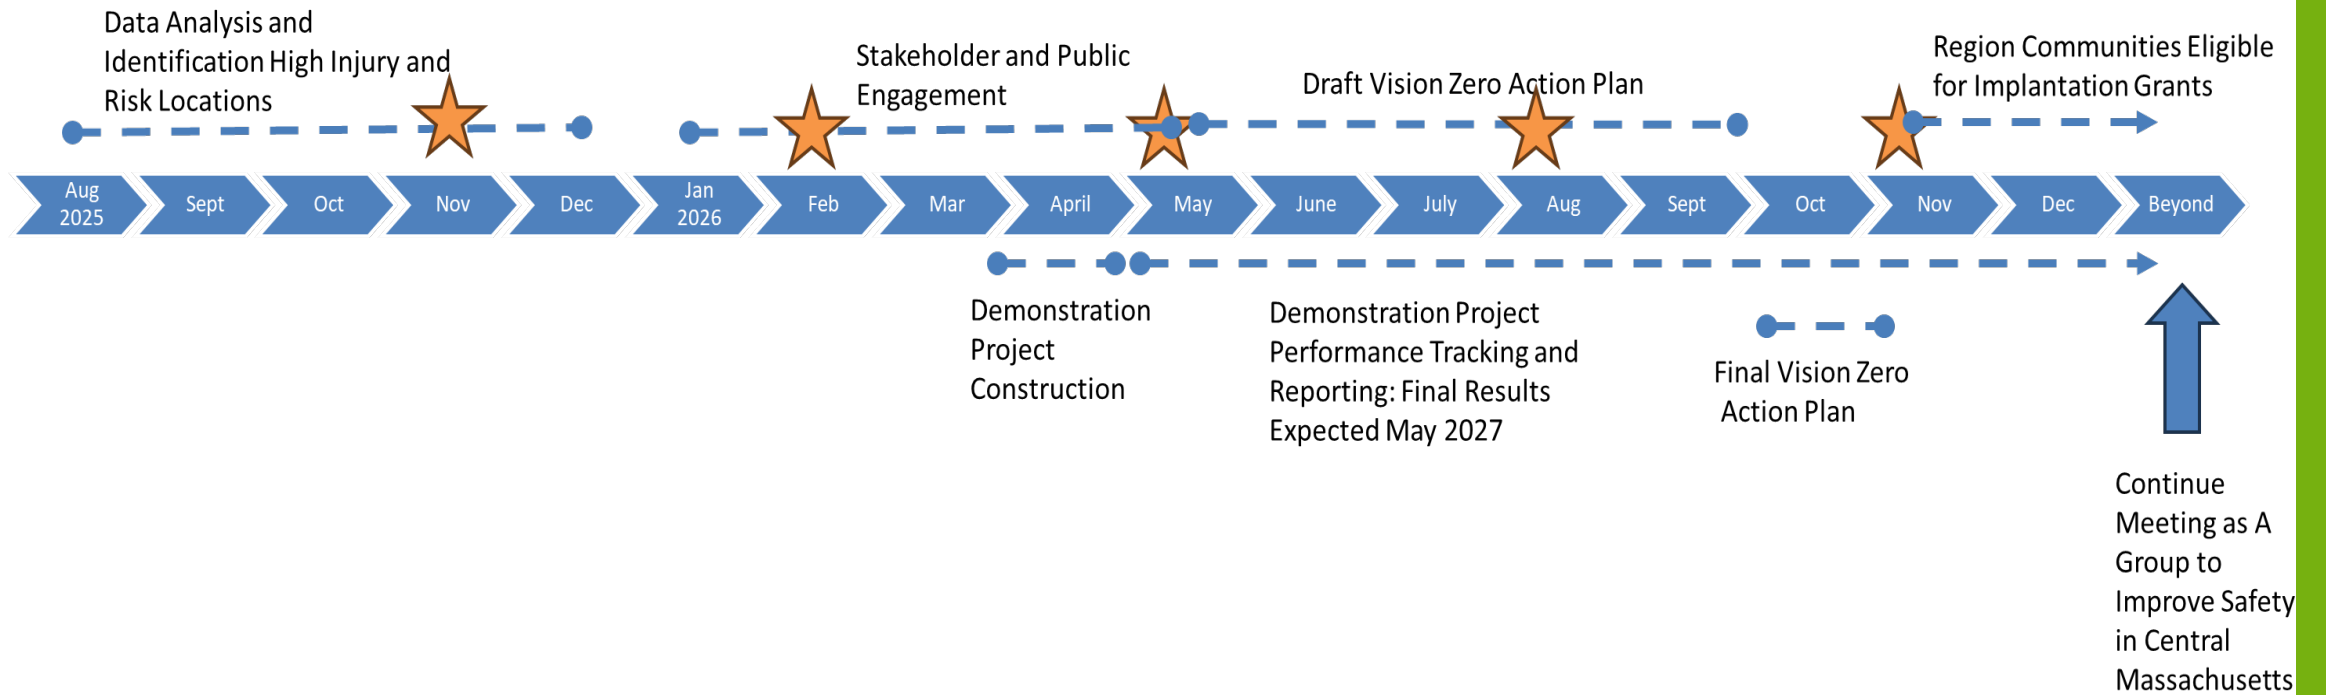 Data Analysis and
Identification High Injury and
Risk Locations
Stakeholder and Public
Engagement
Draft Vision Zero Action Plan
Region Communities Eligible
for Implantation Grants
Aug
2025
Sept
Oct
Nov
Dec
Jan
2026
Feb
Mar
April
May
June
July
Aug
Sept
Oct
Nov
Dec
Beyond
Demonstration
Project
Construction
Demonstration Project
Performance Tracking and
Reporting: Final Results
Expected May 2027
Final Vision Zero
Action Plan
Continue
Meeting as A
Group to
Improve Safety
in Central
Massachusetts